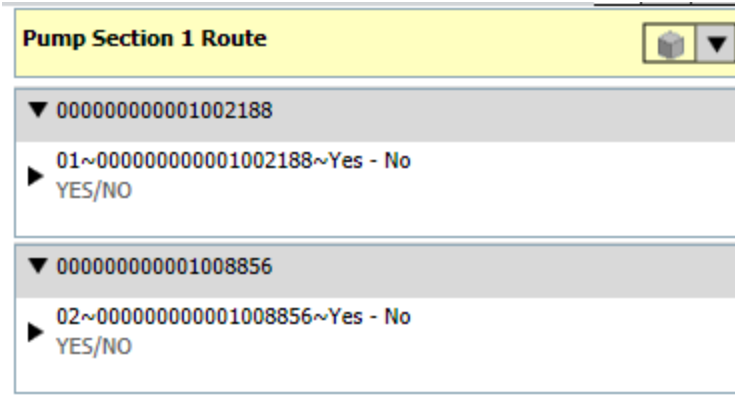 Pump Section 1 Route
000000000001002188
01~000000000001002188~Yes - No
YES/NO
000000000001008856
02~000000000001008856~Yes - No
YES/NO